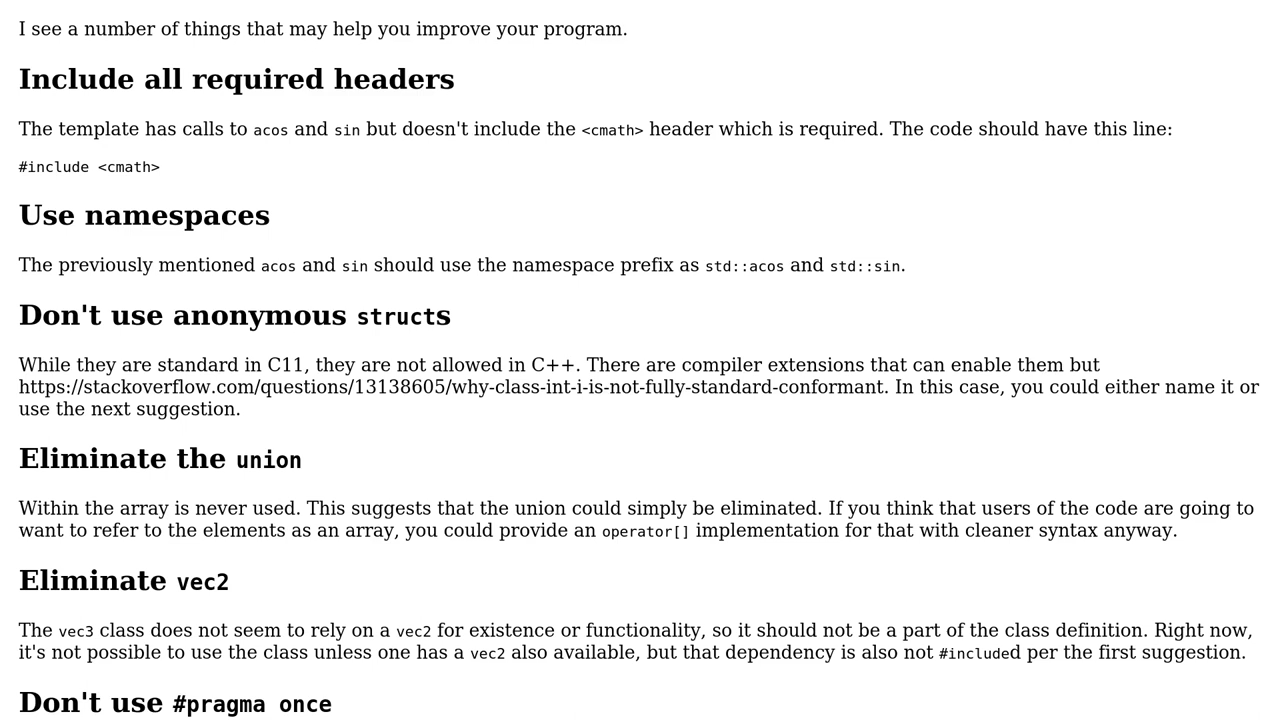 I see a number of things that may help you improve your program.
Include all required headers
The template has calls to acos and sin but doesn't include the <cmath> header which is required. The code should have this line:
#include <cmath>
Use namespaces
The previously mentioned acos and sin should use the namespace prefix as std::acos and std::sin.
Don't use anonymous structs
While they are standard in C11, they are not allowed in C++. There are compiler extensions that can enable them but
https://stackoverflow.com/questions/13138605/why-class-int-i-is-not-fully-standard-conformant. In this case, you could either name it or
use the next suggestion.
Eliminate the union
Within the array is never used. This suggests that the union could simply be eliminated. If you think that users of the code are going to
want to refer to the elements as an array, you could provide an operator[] implementation for that with cleaner syntax anyway.
Eliminate vec2
The vec3 class does not seem to rely on a vec2 for existence or functionality, so it should not be a part of the class definition. Right now,
it's not possible to use the class unless one has a vec2 also available, but that dependency is also not #included per the first suggestion.
Don't use #pragma once